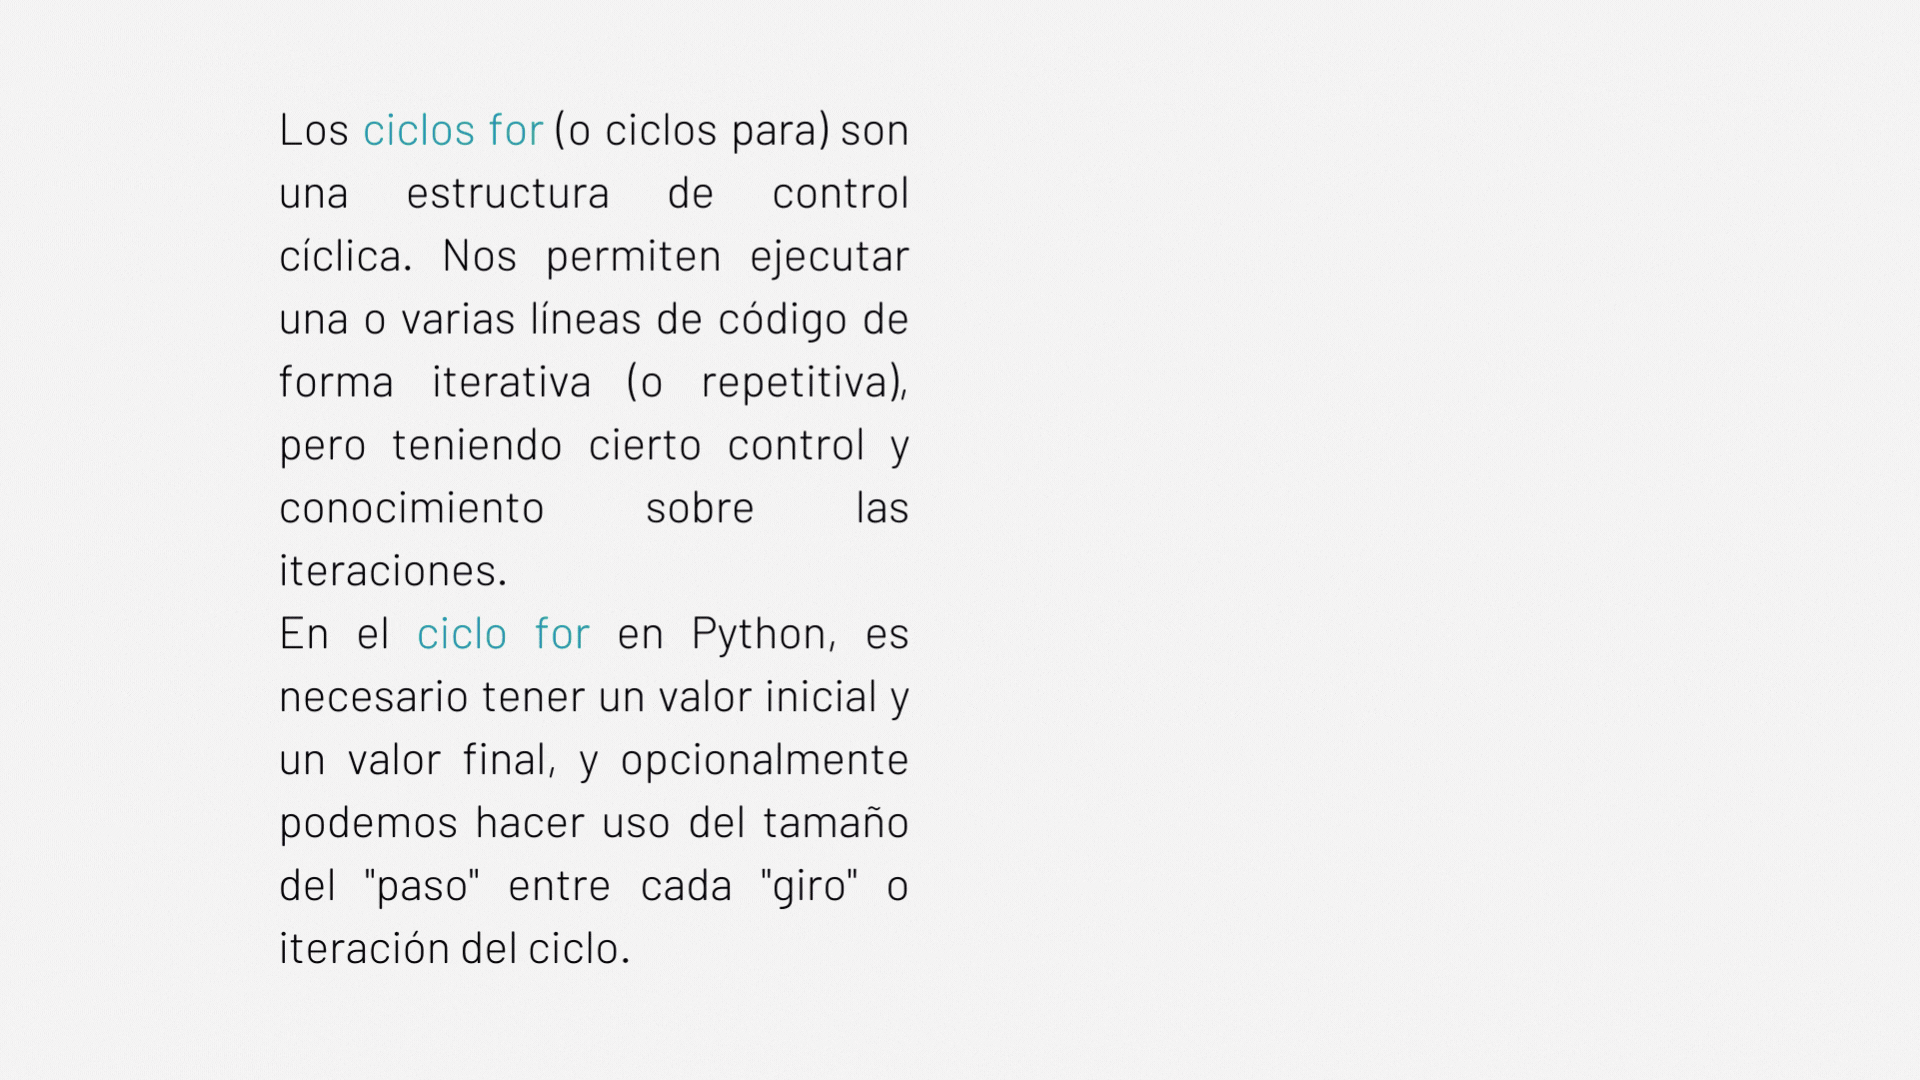 Los ciclos for (o ciclos para) son
una estructura de control
cíclica. Nos permiten ejecutar
una o varias líneas de código de
forma iterativa (o repetitiva),
pero teniendo cierto control y
conocimiento sobre las
iteraciones.
En el ciclo for en Python, es
necesario tener un valor inicial y
un valor final, y opcionalmente
podemos hacer uso del tamaño
del "paso" entre cada "giro" o
iteración del ciclo.